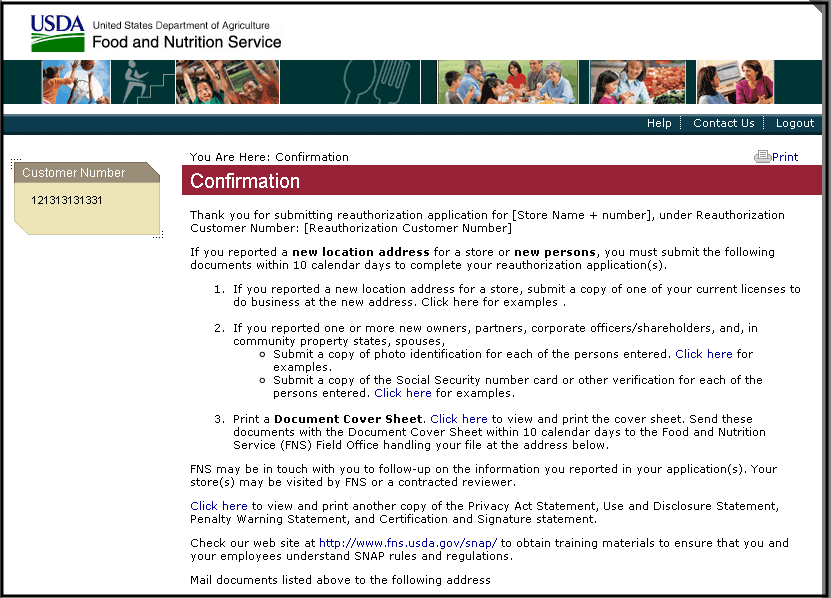 USDA United States Department of Agriculture
Food and Nutrition Service
Help Contact Us Logout
You Are Here: Confirmation Print
Customer Number
121313131331
Confirmation
Thank you for submitting reauthorization application for [Store Name + number], under Reauthorization
Customer Number: [Reauthorization Customer Number]
If you reported a new location address for a store or new persons, you must submit the following
documents within 10 calendar days to complete your reauthorization application(s).
1. If you reported a new location address for a store, submit a copy of one of your current licenses to
do business at the new address. Click here for examples .
2. If you reported one or more new owners, partners, corporate officers/shareholders, and, in
community property states, spouses,
Submit a copy of photo identification for each of the persons entered. Click here for
examples.
Submit a copy of the Social Security number card or other verification for each of the
persons entered. Click here for examples.
3. Print a Document Cover Sheet. Click here to view and print the cover sheet. Send these
documents with the Document Cover Sheet within 10 calendar days to the Food and Nutrition
Service (FNS) Field Office handling your file at the address below.
FNS may be in touch with you to follow-up on the information you reported in your application(s). Your
store(s) may be visited by FNS or a contracted reviewer.
Click here to view and print another copy of the Privacy Act Statement, Use and Disclosure Statement,
Penalty Warning Statement, and Certification and Signature statement.
Check our web site at http://www.fns.usda.gov/snap/ to obtain training materials to ensure that you and
your employees understand SNAP rules and regulations.
Mail documents listed above to the following address